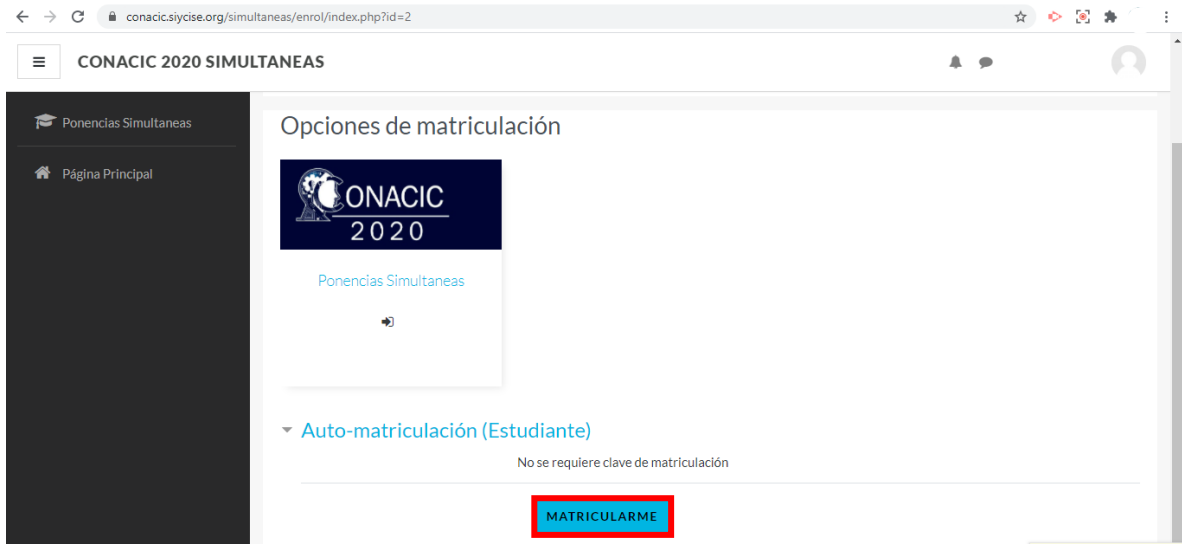 conacic.siycise.org/simultaneas/enrol/index.php?id=2
CONACIC 2020 SIMULTANEAS
Ponencias Simultaneas
Página Principal
Opciones de matriculación
CONACIC
2020
Ponencias Simultaneas
Auto-matriculación (Estudiante)
No se requiere clave de matriculación
MATRICULARME